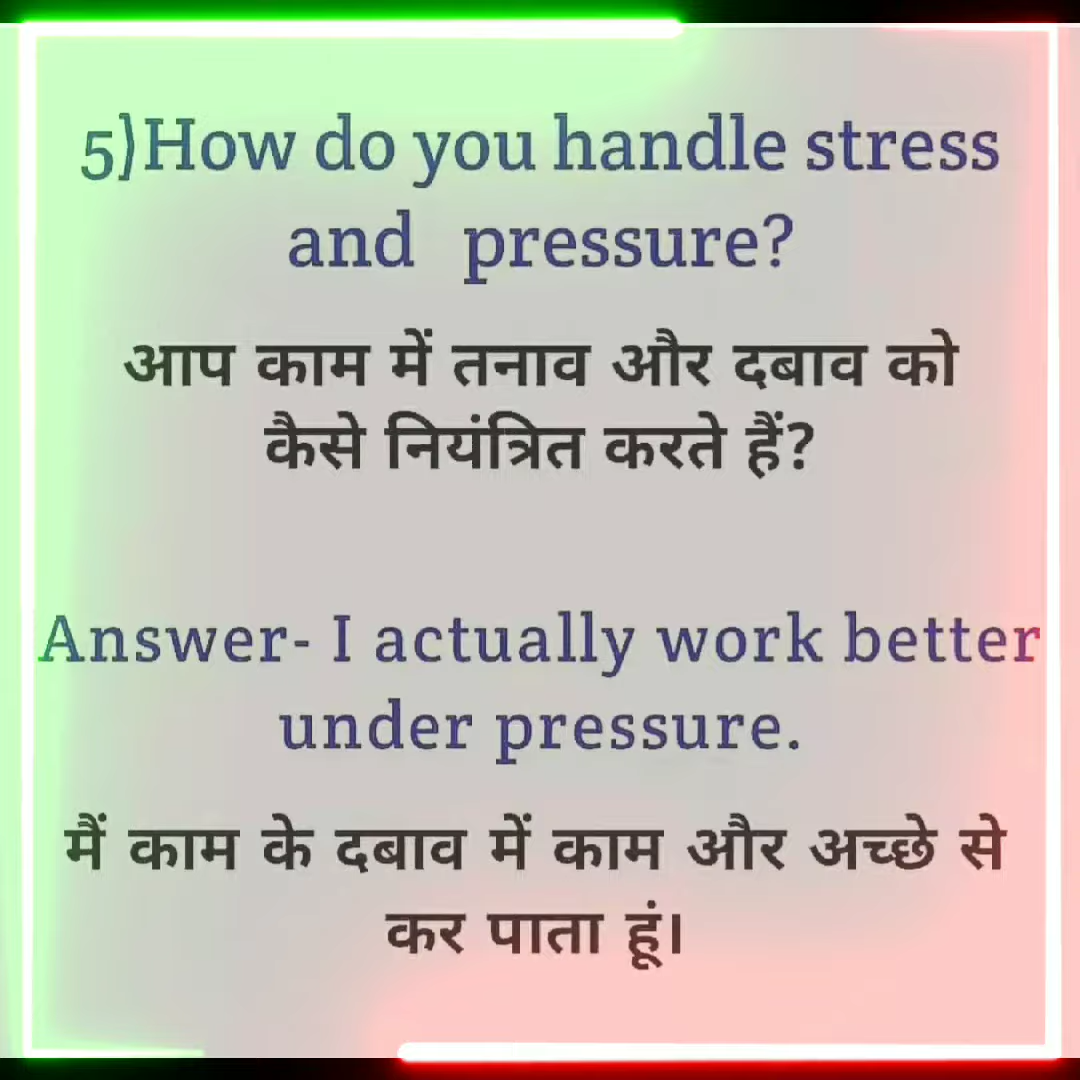 5)How do you handle stress
and pressure?
आप काम में तनाव और दबाव को
कैसे नियंत्रित करते हैं?
Answer- I actually work better
under pressure.
मैं काम के दबाव में काम और अच्छे से
कर पाता हूं।